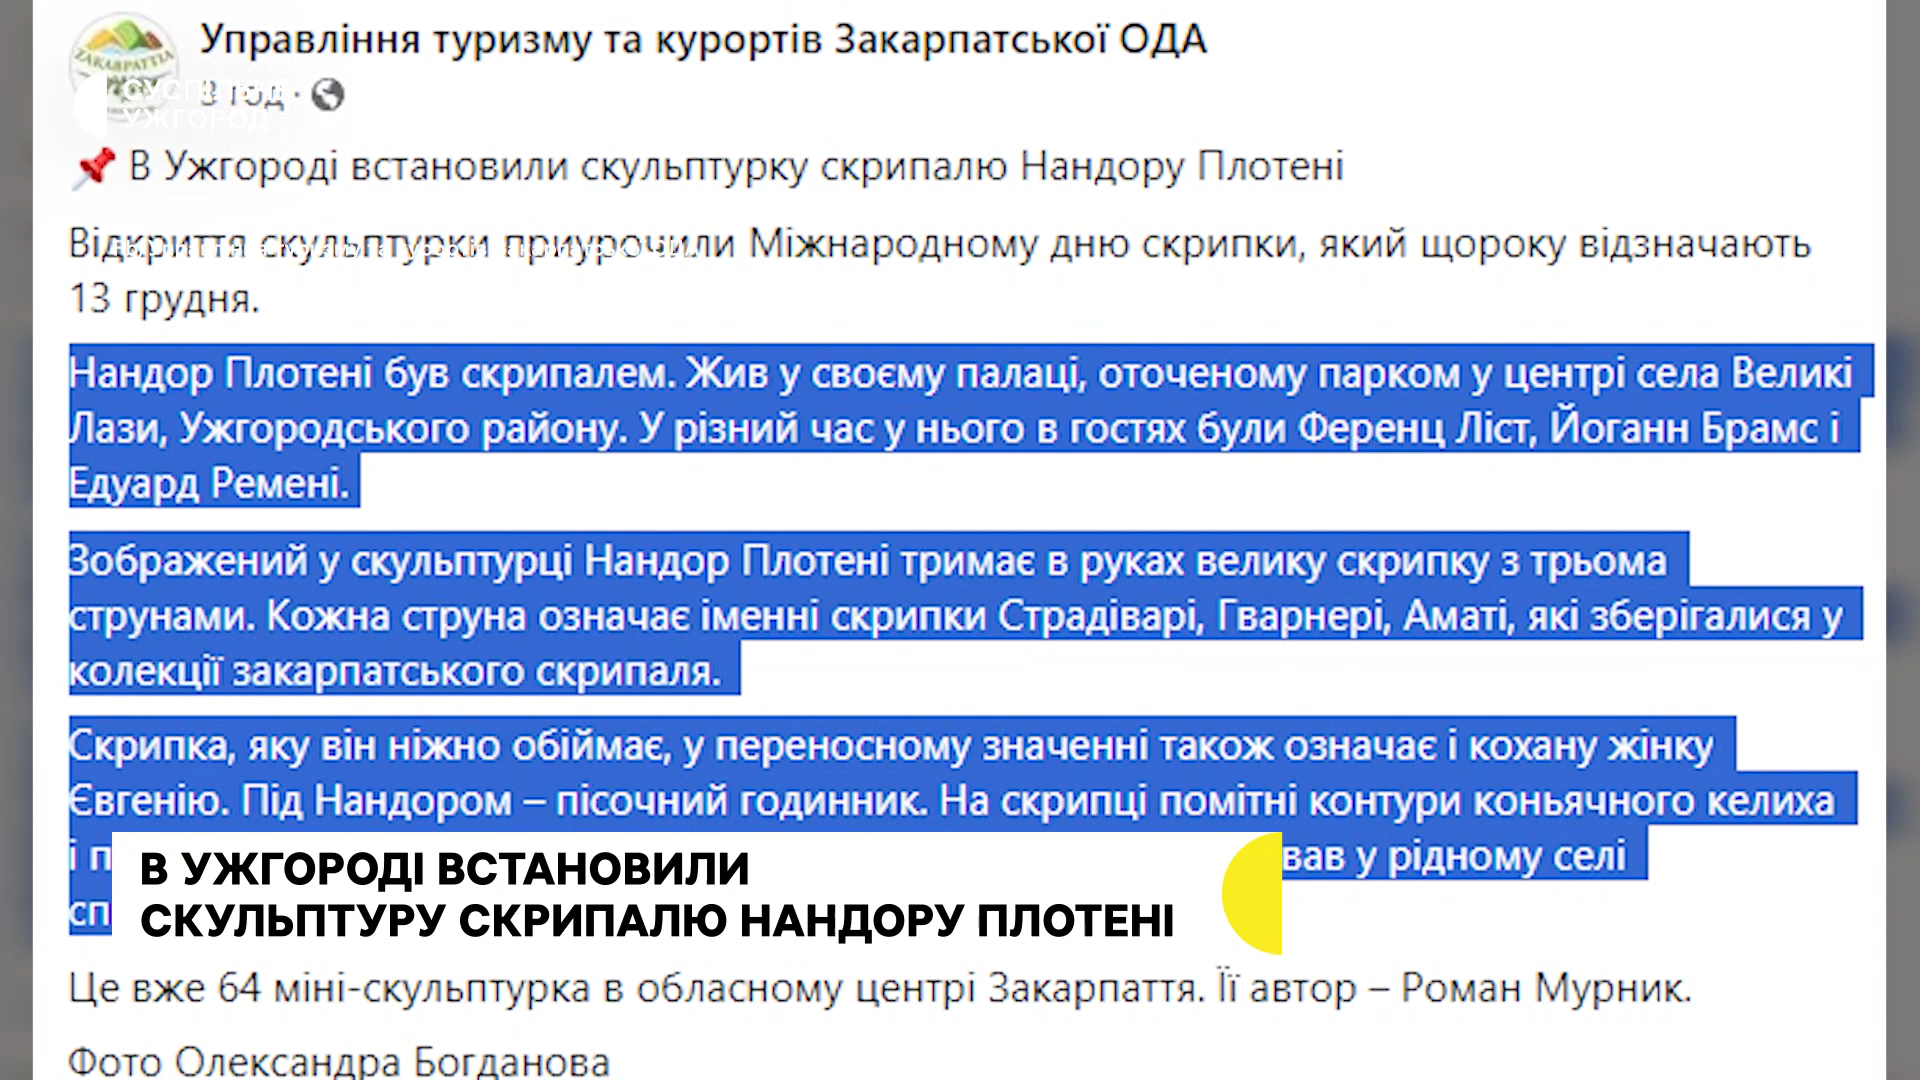 Управління туризму та курортів Закарпатської ОДА
3 год ·
СУСПІЛЬНЕ
УЖГОРОД
В Ужгороді встановили скульптурку скрипалю Нандору Плотені
Відкриття скульптурки приурочили Міжнародному дню скрипки, який щороку відзначають
13 грудня.
Нандор Плотені був скрипалем. Жив у своєму палаці, оточеному парком у центрі села Великі
Лази, Ужгородського району. У різний час у нього в гостях були Ференц Ліст, Йоганн Брамс і
Едуард Ремені.
Зображений у скульптурці Нандор Плотені тримає в руках велику скрипку з трьома
струнами. Кожна струна означає іменні скрипки Страдіварі, Гварнері, Аматі, які зберігалися у
колекції закарпатського скрипаля.
Скрипка, яку він ніжно обіймає, у переносному значенні також означає і кохану жінку
Євгенію. Під Нандором – пісочний годинник. На скрипці помітні контури коньячного келиха
і п вав у рідному селі
сп
В УЖГОРОДІ ВСТАНОВИЛИ
СКУЛЬПТУРУ СКРИПАЛЮ НАНДОРУ ПЛОТЕНІ
Це вже 64 міні-скульптурка в обласному центрі Закарпаття. Її автор – Роман Мурник.
Фото Олександра Богданова